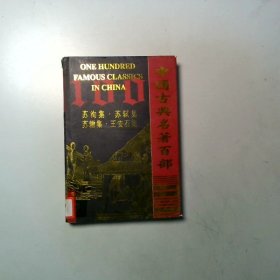 ONE HUNDRED
FAMOUS CLASSICS
IN CHINA
100
苏洵集·苏轼集
苏辙集·王安石集
中国古典名著百部